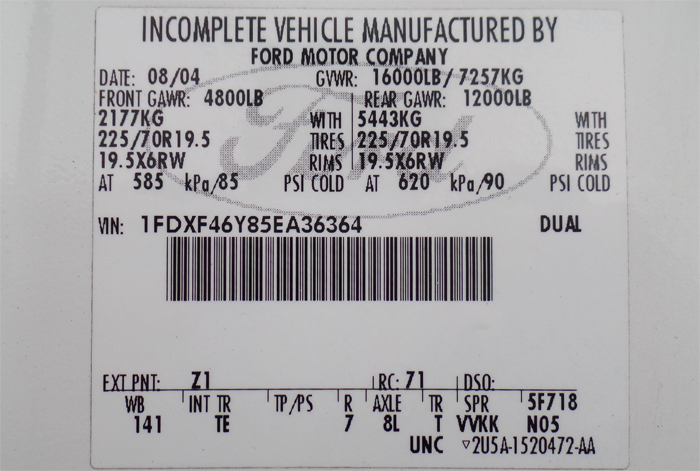 INCOMPLETE VEHICLE MANUFACTURED BY
FORD MOTOR COMPANY
DATE: 08/04 GVWR: 16000LB/ 7257KG
FRONT GAWR: 4800LB REAR GAWR: 12000LB
2177KG WITH 5443KG WITH
225/70R19.5 TIRES 225/70R19.5 TIRES
19.5X6RW RIMS 19.5X6RW RIMS
AT 585 kPa/85 PSI COLD AT 620 kPa/90 PSI COLD
Ford
VIN: 1FDXF46Y85EA36364 DUAL
EXT PNT: Z1 RC: 71 DSO:
WB INT TR TP/PS R AXLE TR SPR 5F718
141 TE 7 8L T VVKK N05
UNC ▽2U5A-1520472-AA